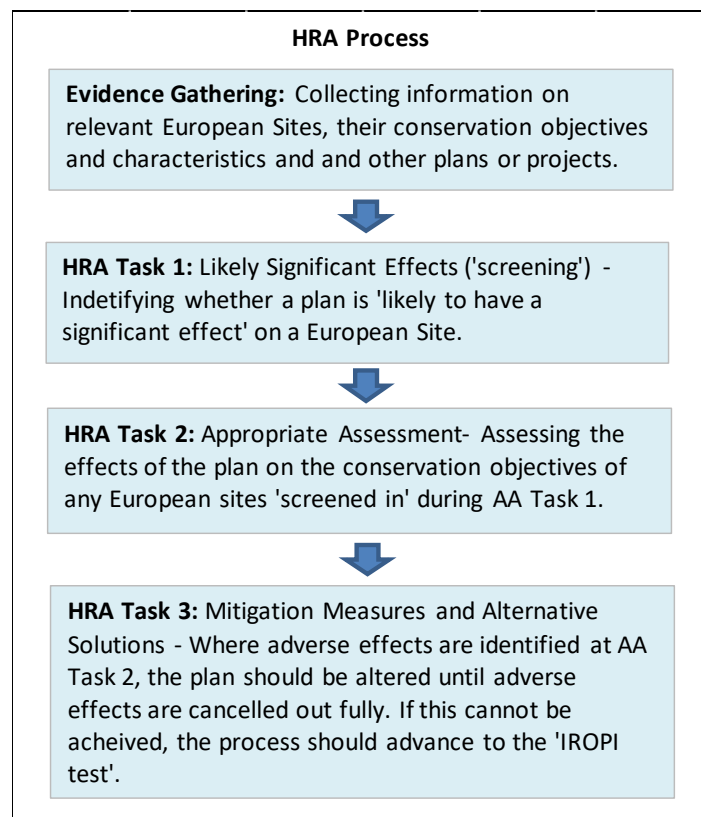 HRA Process
Evidence Gathering: Collecting information on
relevant European Sites, their conservation objectives
and characteristics and and other plans or projects.
HRA Task 1: Likely Significant Effects ('screening') -
Indetifying whether a plan is 'likely to have a
significant effect' on a European Site.
HRA Task 2: Appropriate Assessment- Assessing the
effects of the plan on the conservation objectives of
any European sites 'screened in' during AA Task 1.
HRA Task 3: Mitigation Measures and Alternative
Solutions - Where adverse effects are identified at AA
Task 2, the plan should be altered until adverse
effects are cancelled out fully. If this cannot be
acheived, the process should advance to the 'IROPI
test'.